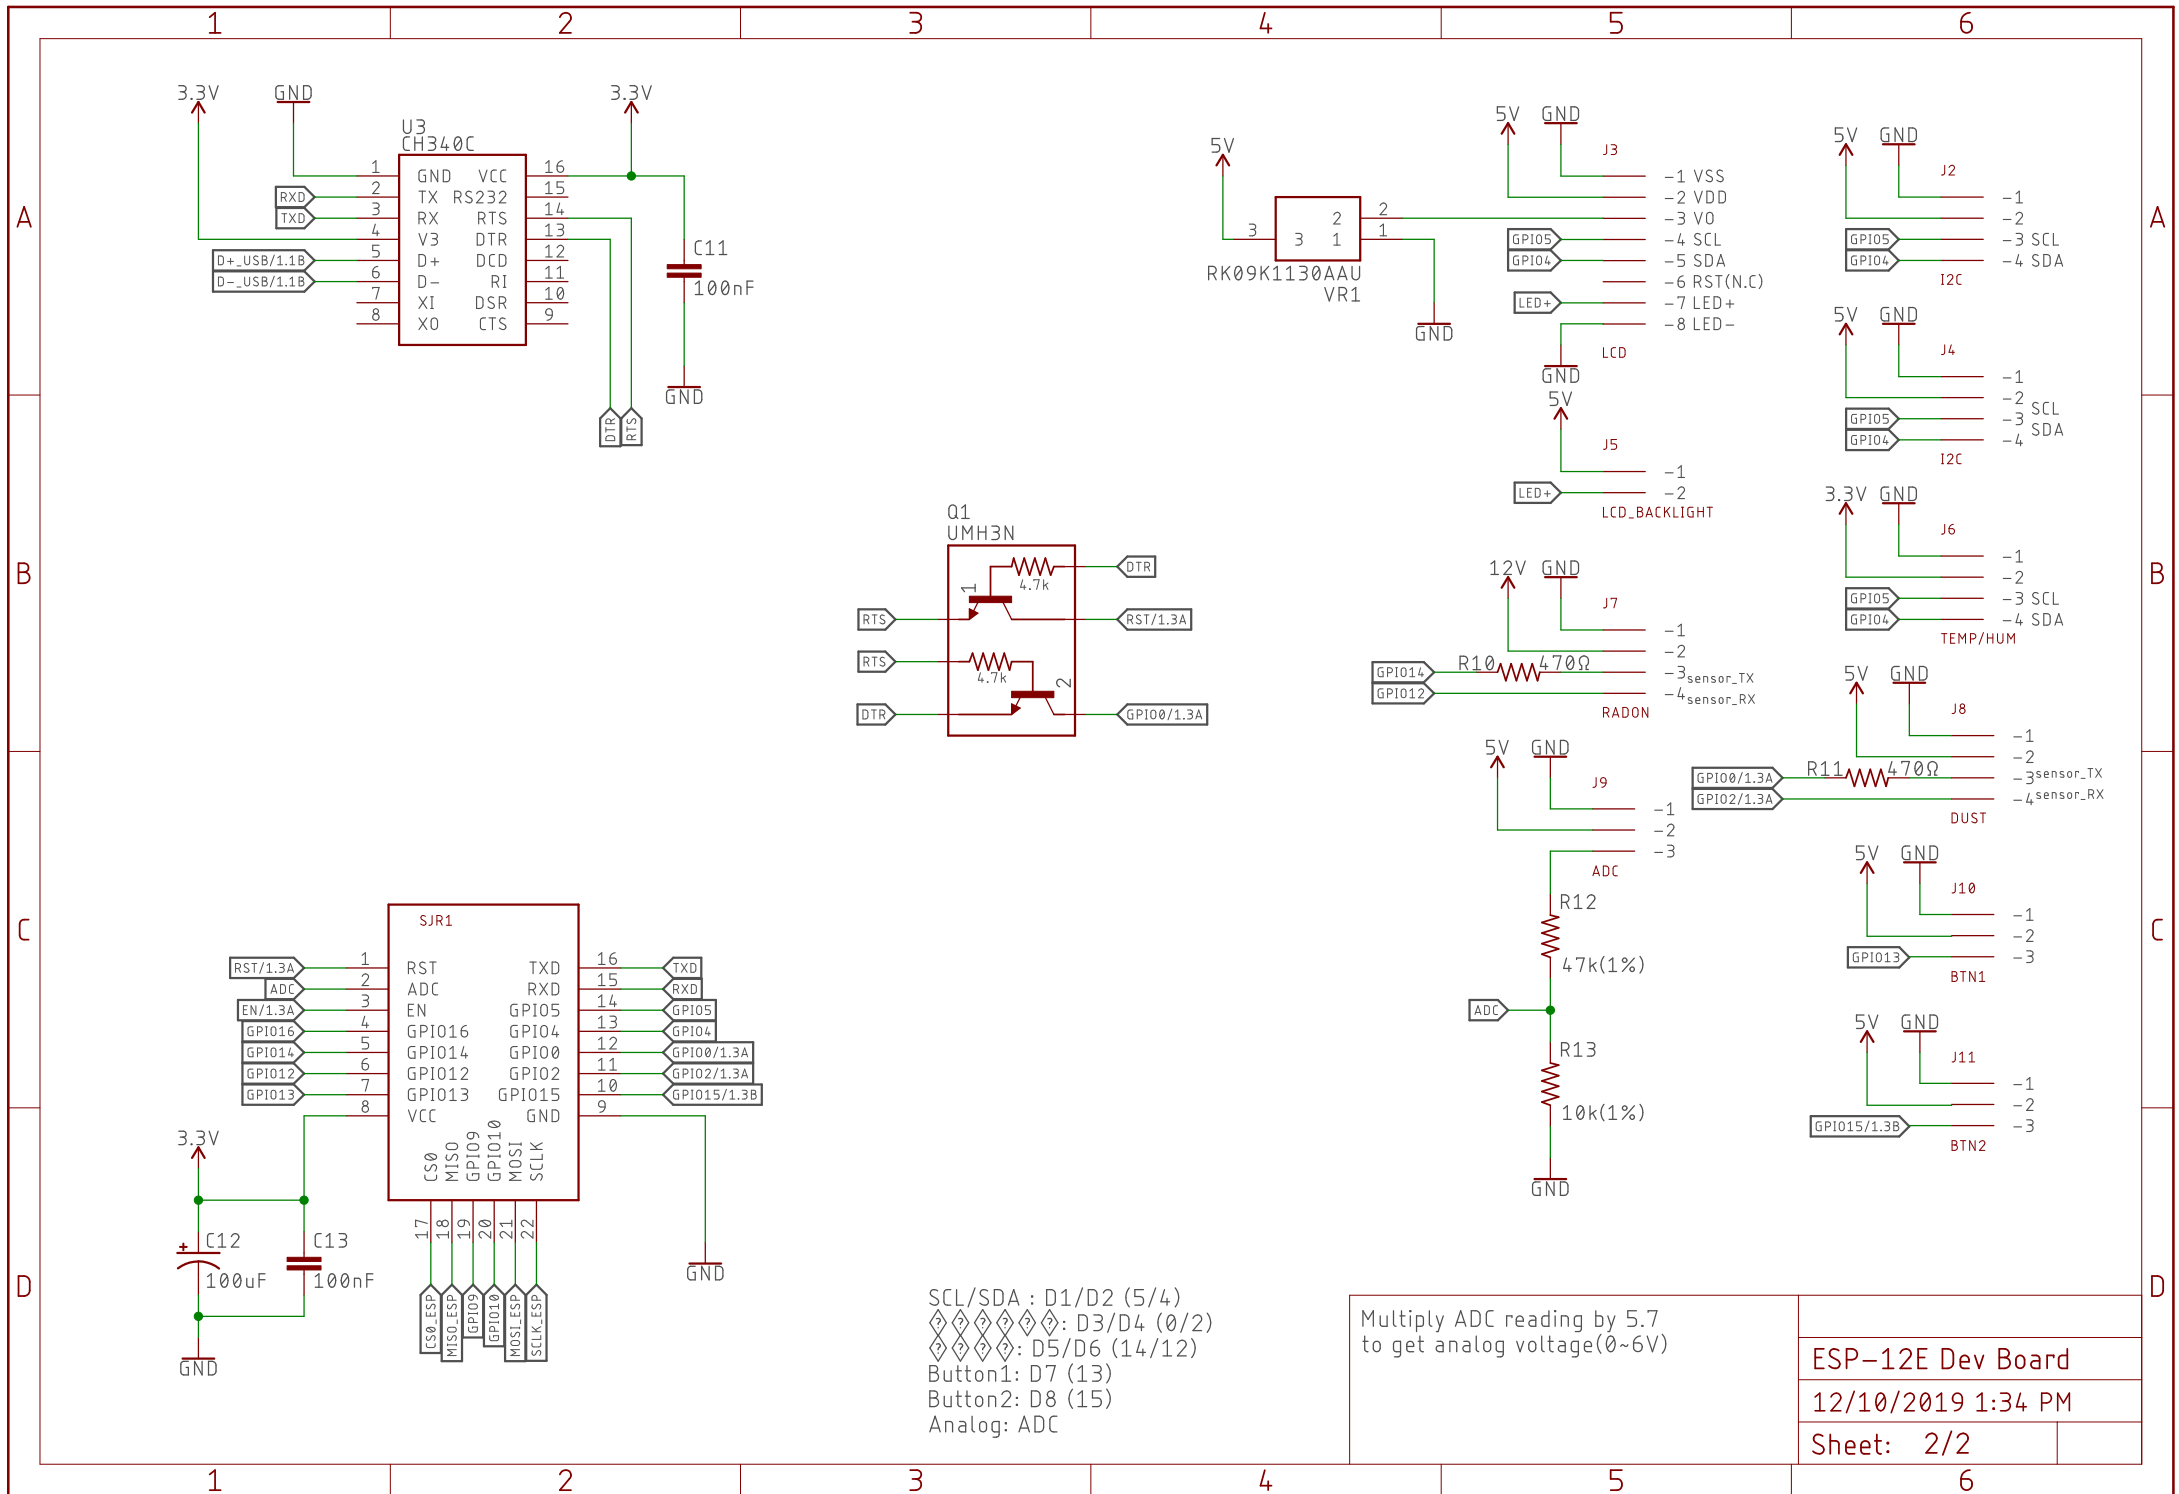 1 2 3 4 5 6
A A
B B
C C
D D
1 2 3 4 5 6
3.3V
GND
3.3V
U3
CH340C
1 GND VCC 16
2 TX RS232 15
3 RX RTS 14
4 V3 DTR 13
5 D+ DCD 12
6 D- RI 11
7 XI DSR 10
8 XO CTS 9
RXD
TXD
D+_USB/1.1B
D-_USB/1.1B
C11
100nF
GND
DTR
RTS
5V
3 3 2 2
1 1
RK09K1130AAU
VR1
GND
5V GND
J3
-1 VSS
-2 VDD
-3 VO
GPIO5 -4 SCL
GPIO4 -5 SDA
-6 RST(N.C)
LED+ -7 LED+
-8 LED-
LCD
GND
5V
J5
-1
LED+ -2
LCD_BACKLIGHT
5V GND
J2
-1
-2
GPIO5 -3 SCL
GPIO4 -4 SDA
I2C
5V GND
J4
-1
-2
SCL
GPIO5 -3
SDA
GPIO4 -4
I2C
3.3V GND
J6
-1
-2
GPIO5 -3 SCL
GPIO4 -4 SDA
TEMP/HUM
Q1
UMH3N
4.7k
1
DTR
RTS
RST/1.3A
RTS
4.7k
2
DTR
GPIO0/1.3A
12V GND
J7
-1
-2
GPIO14 R10 470Ω -3 sensor_TX
GPIO12 -4 sensor_RX
RADON
5V GND
J8
-1
-2
GPIO0/1.3A R11 470Ω -3 sensor_TX
GPIO2/1.3A -4 sensor_RX
DUST
5V GND
J9
-1
-2
-3
ADC
R12
47k(1%)
ADC
R13
10k(1%)
GND
5V GND
J10
-1
-2
GPIO13 -3
BTN1
5V GND
J11
-1
-2
GPIO15/1.3B -3
BTN2
SJR1
RST/1.3A 1 RST TXD 16 TXD
ADC 2 ADC RXD 15 RXD
EN/1.3A 3 EN GPIO5 14 GPIO5
GPIO16 4 GPIO16 GPIO4 13 GPIO4
GPIO14 5 GPIO14 GPIO0 12 GPIO0/1.3A
GPIO12 6 GPIO12 GPIO2 11 GPIO2/1.3A
GPIO13 7 GPIO13 GPIO15 10 GPIO15/1.3B
8 VCC GND 9
CS0 MISO GPIO9 GPIO10 MOSI SCLK
17 18 19 20 21 22
CS0_ESP MISO_ESP GPIO9 GPIO10 MOSI_ESP SCLK_ESP
3.3V
+ C12
100uF
C13
100nF
GND
GND
SCL/SDA : D1/D2 (5/4)
??????: D3/D4 (0/2)
????: D5/D6 (14/12)
Button1: D7 (13)
Button2: D8 (15)
Analog: ADC
Multiply ADC reading by 5.7
to get analog voltage(0~6V)
ESP-12E Dev Board
12/10/2019 1:34 PM
Sheet: 2/2